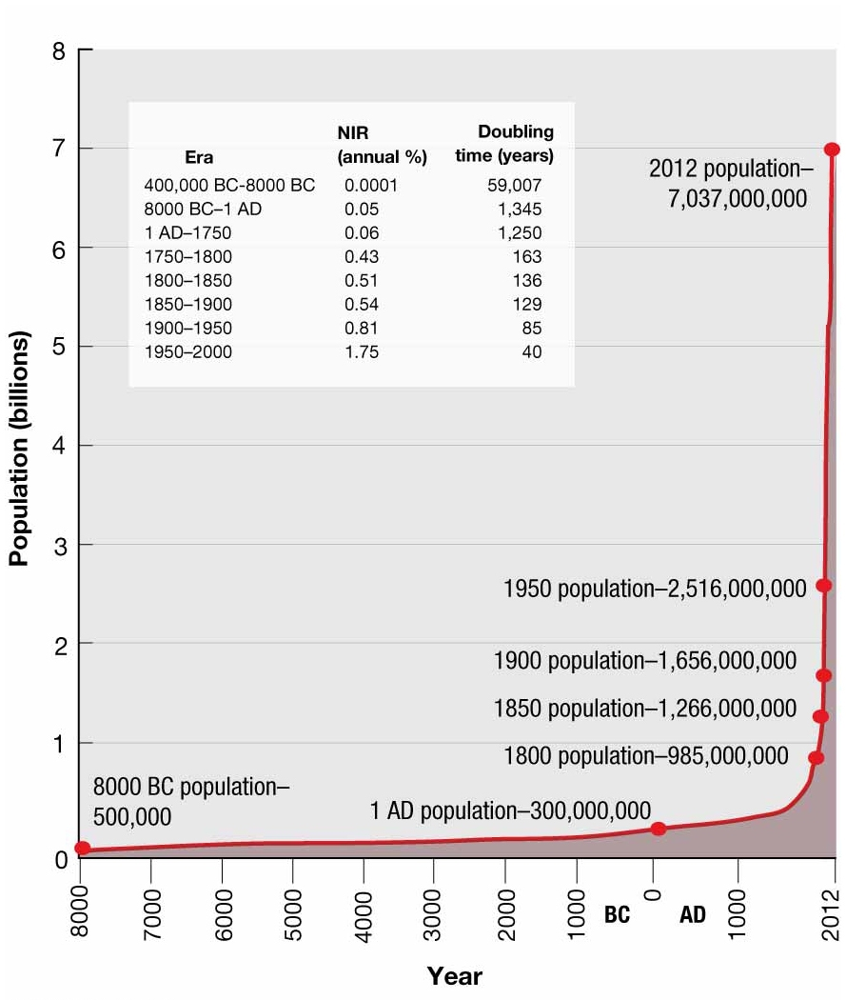 8
7
6
5
4
3
2
1
0
Population (billions)
Era NIR (annual %) Doubling time (years)
400,000 BC-8000 BC 0.0001 59,007
8000 BC–1 AD 0.05 1,345
1 AD–1750 0.06 1,250
1750–1800 0.43 163
1800–1850 0.51 136
1850–1900 0.54 129
1900–1950 0.81 85
1950–2000 1.75 40
2012 population–
7,037,000,000
1950 population–2,516,000,000
1900 population–1,656,000,000
1850 population–1,266,000,000
1800 population–985,000,000
8000 BC population–
500,000
1 AD population–300,000,000
8000 7000 6000 5000 4000 3000 2000 1000 0 1000 2012
BC AD
Year